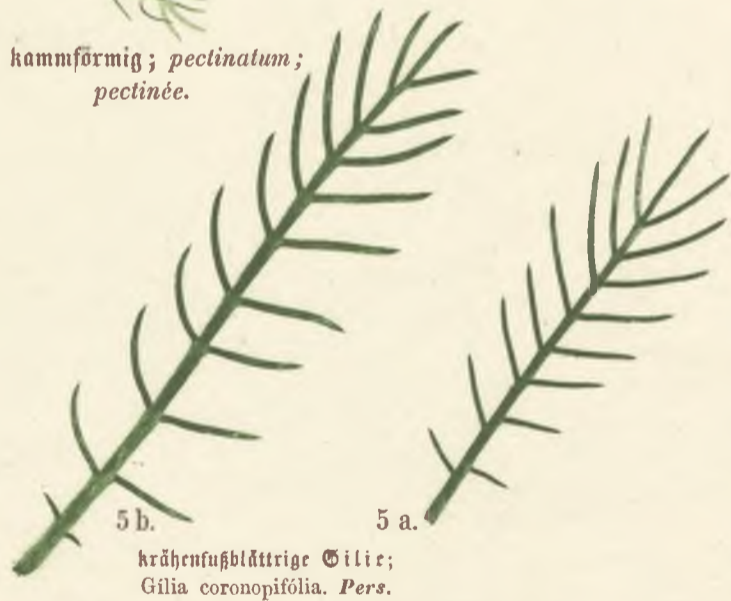 kammförmig; pectinatum;
pectinée.
5 b.
5 a.
krähenfußblättrige Gilie;
Gília coronopifólia. Pers.